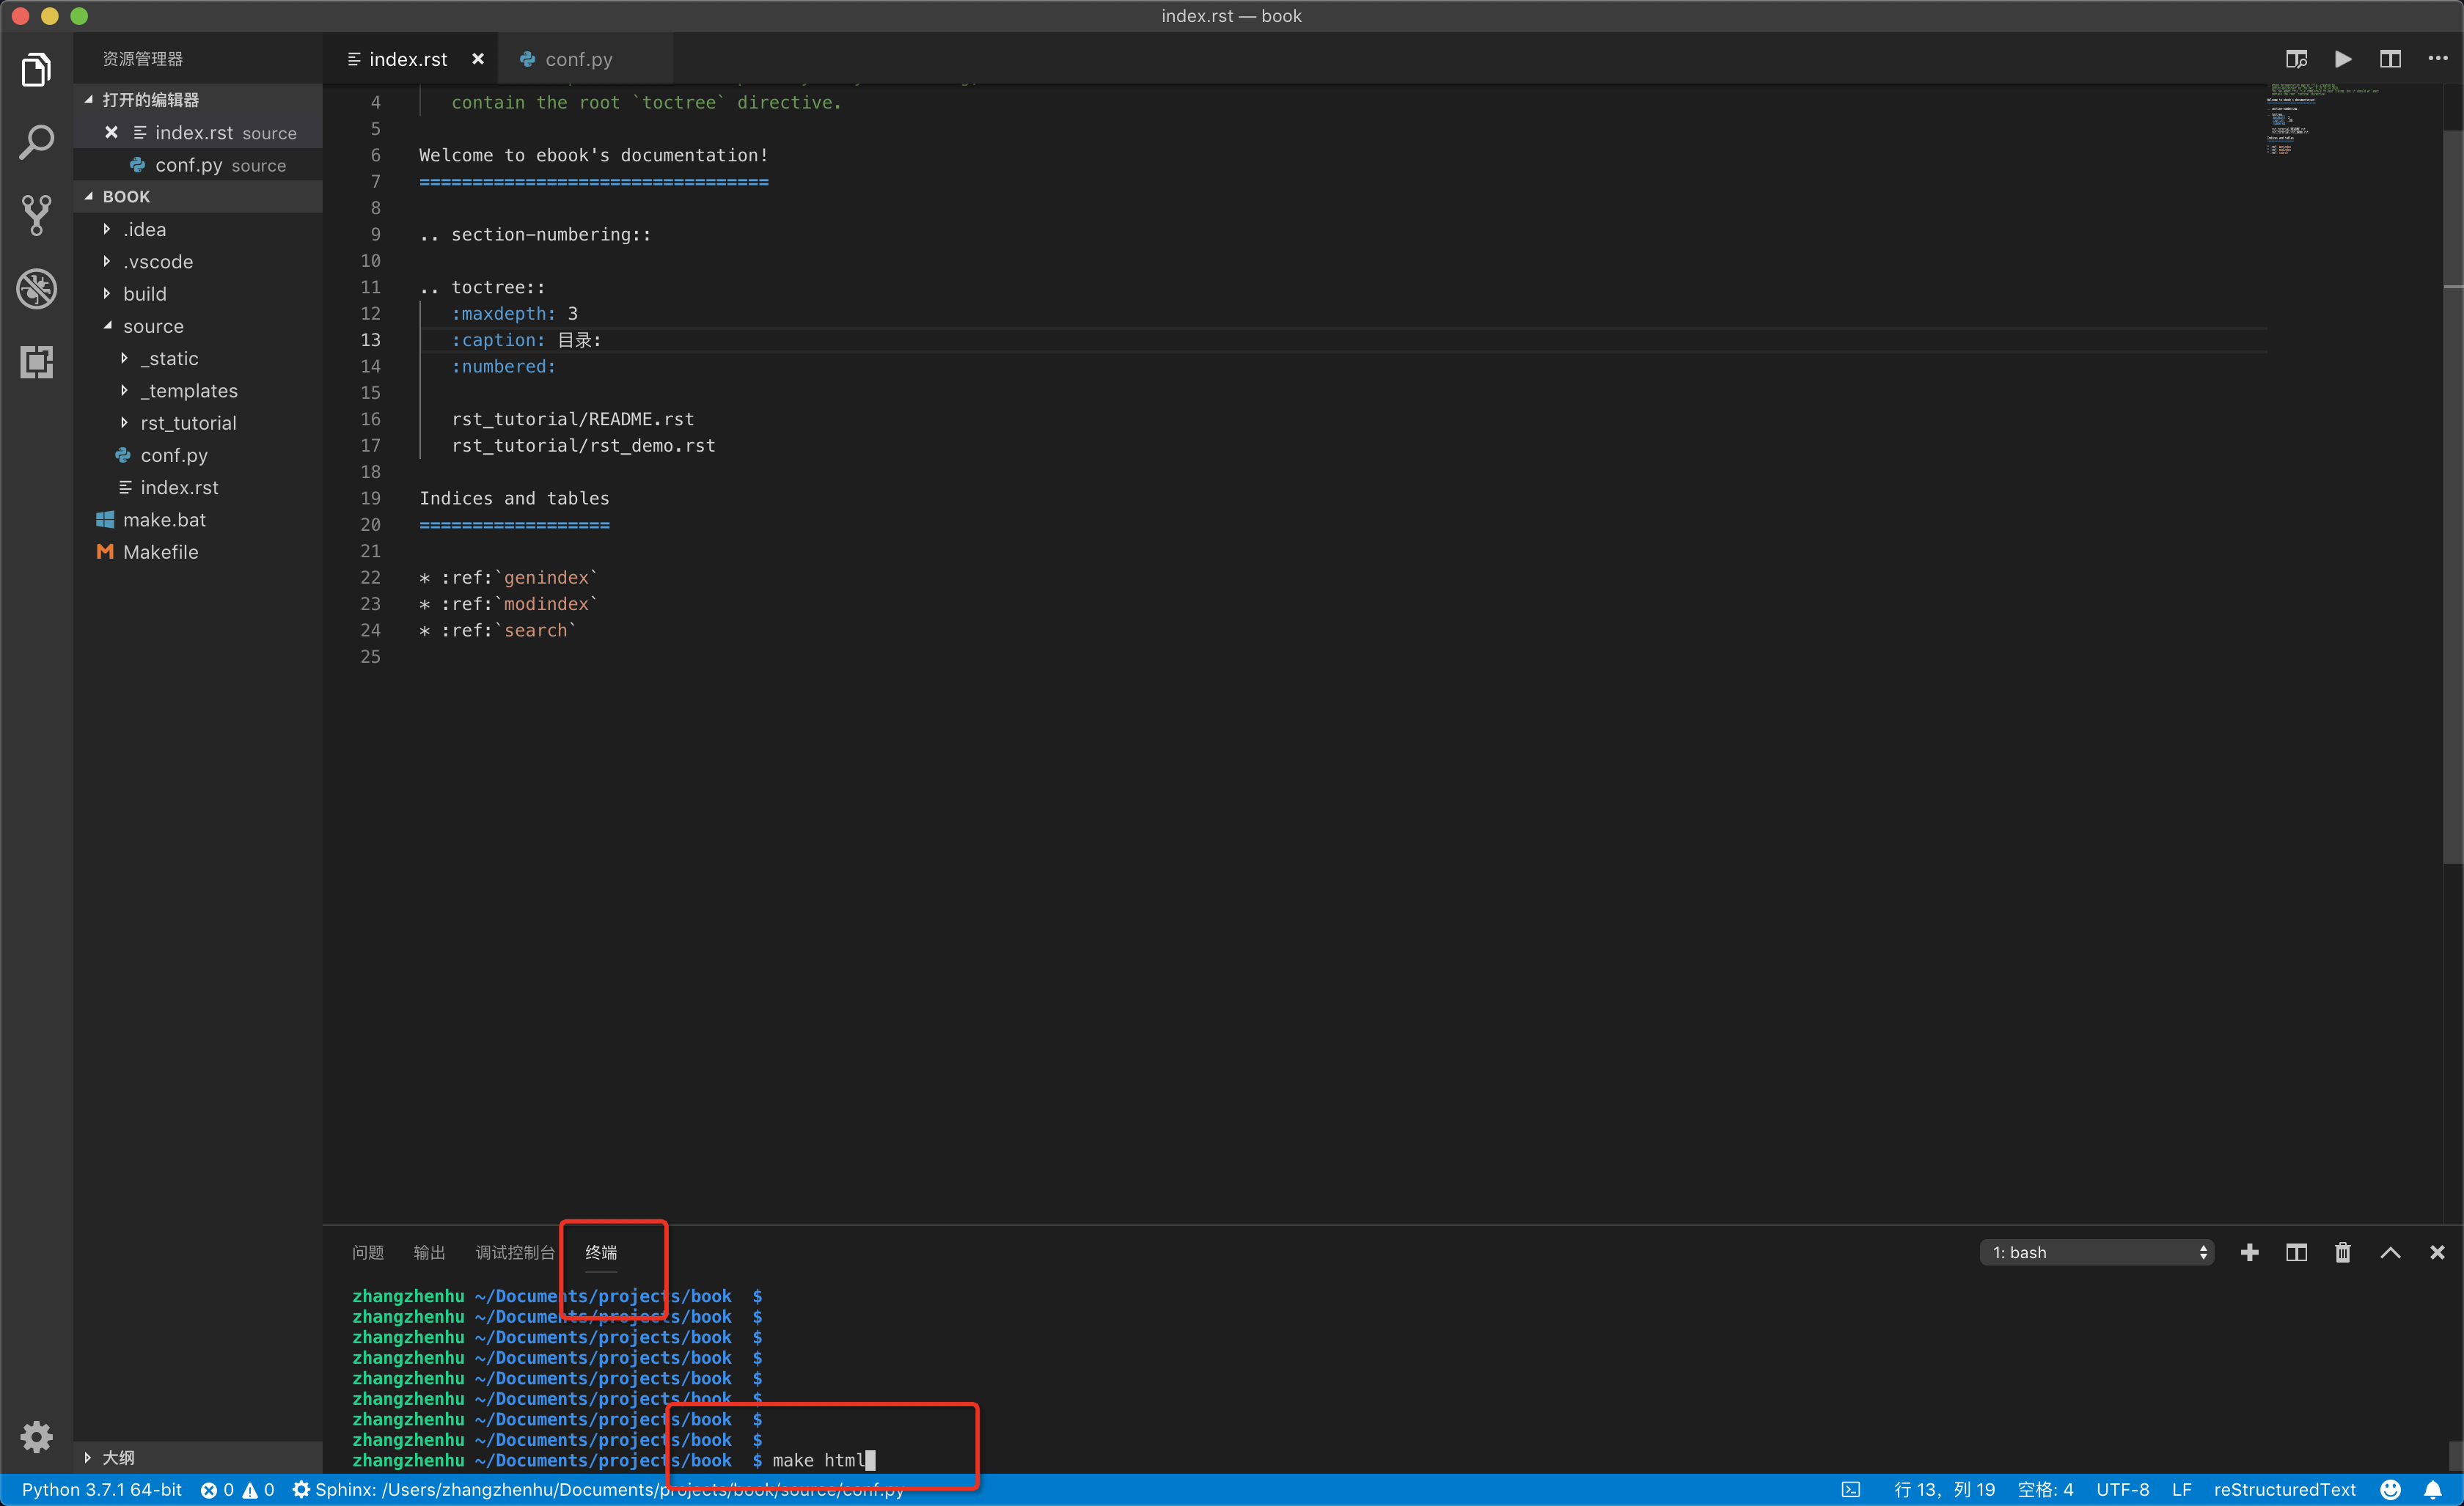 index.rst — book
资源管理器
index.rst
conf.py
打开的编辑器
index.rst source
conf.py source
BOOK
.idea
.vscode
build
source
_static
_templates
rst_tutorial
conf.py
index.rst
make.bat
Makefile
大纲
4 contain the root `toctree` directive.
5
6 Welcome to ebook's documentation!
7 =================================
8
9 .. section-numbering::
10
11 .. toctree::
12 :maxdepth: 3
13 :caption: 目录:
14 :numbered:
15
16 rst_tutorial/README.rst
17 rst_tutorial/rst_demo.rst
18
19 Indices and tables
20 ==================
21
22 * :ref:`genindex`
23 * :ref:`modindex`
24 * :ref:`search`
25
问题 输出 调试控制台 终端
1: bash
zhangzhenhu ~/Documents/projects/book $
zhangzhenhu ~/Documents/projects/book $
zhangzhenhu ~/Documents/projects/book $
zhangzhenhu ~/Documents/projects/book $
zhangzhenhu ~/Documents/projects/book $
zhangzhenhu ~/Documents/projects/book $
zhangzhenhu ~/Documents/projects/book $
zhangzhenhu ~/Documents/projects/book $
zhangzhenhu ~/Documents/projects/book $ make html
Python 3.7.1 64-bit 0 0 Sphinx: /Users/zhangzhenhu/Documents/projects/book/source/conf.py 行 13，列 19 空格: 4 UTF-8 LF reStructuredText